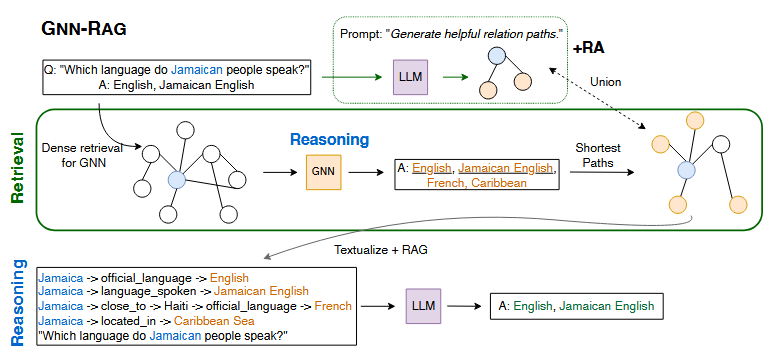 GNN-RAG
Prompt: "Generate helpful relation paths."
+RA
Q: "Which language do Jamaican people speak?"
A: English, Jamaican English
LLM
Union
Retrieval
Dense retrieval
for GNN
Reasoning
GNN
A: English, Jamaican English,
French, Caribbean
Shortest
Paths
Textualize + RAG
Reasoning
Jamaica -> official_language -> English
Jamaica -> language_spoken -> Jamaican English
Jamaica -> close_to -> Haiti -> official_language -> French
Jamaica -> located_in -> Caribbean Sea
"Which language do Jamaican people speak?"
LLM
A: English, Jamaican English